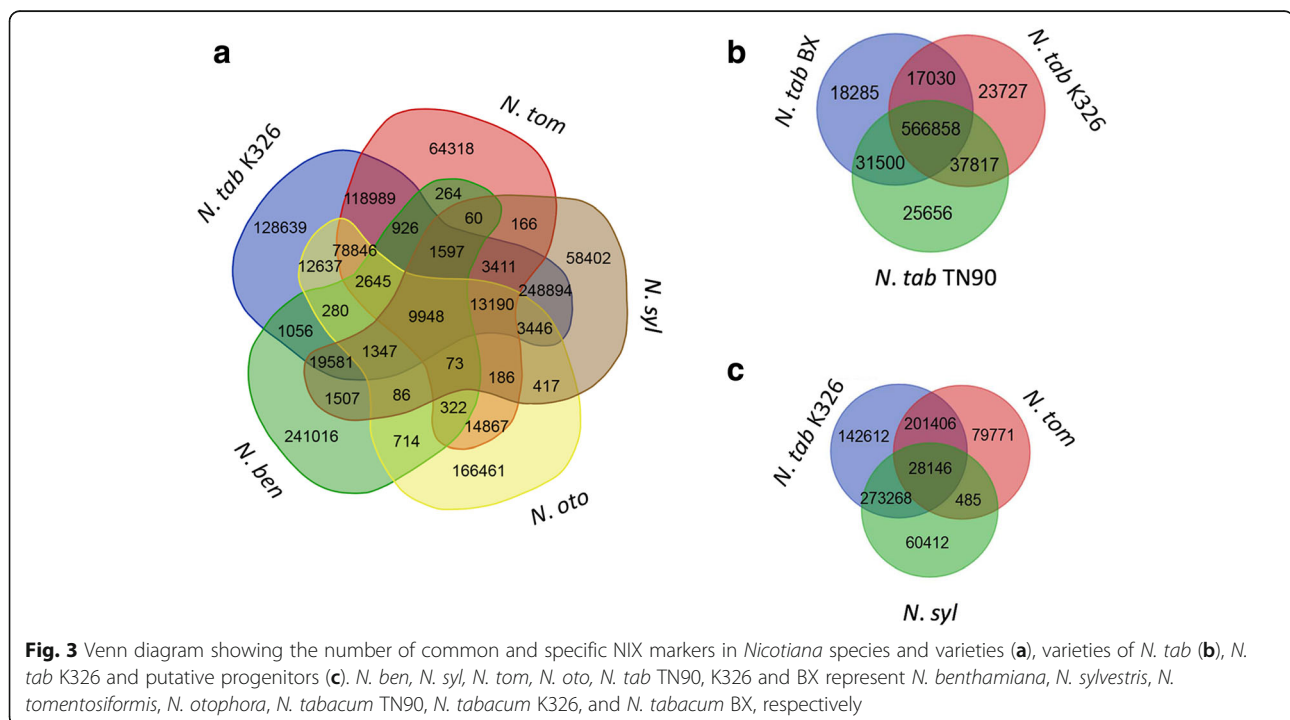 a
N. tab K326
N. tom
N. syl
N. oto
N. ben
64318
118989
264
926
60
166
128639
78846
1597
3411
58402
12637
248894
2645
13190
280
9948
3446
1056
19581
1347
73
186
417
1507
86
322
14867
241016
714
166461
b
N. tab BX
N. tab K326
18285
17030
23727
566858
31500
37817
25656
N. tab TN90
c
N. tab K326
N. tom
142612
201406
79771
28146
273268
485
60412
N. syl
Fig. 3 Venn diagram showing the number of common and specific NIX markers in Nicotiana species and varieties (a), varieties of N. tab (b), N.
tab K326 and putative progenitors (c). N. ben, N. syl, N. tom, N. oto, N. tab TN90, K326 and BX represent N. benthamiana, N. sylvestris, N.
tomentosiformis, N. otophora, N. tabacum TN90, N. tabacum K326, and N. tabacum BX, respectively